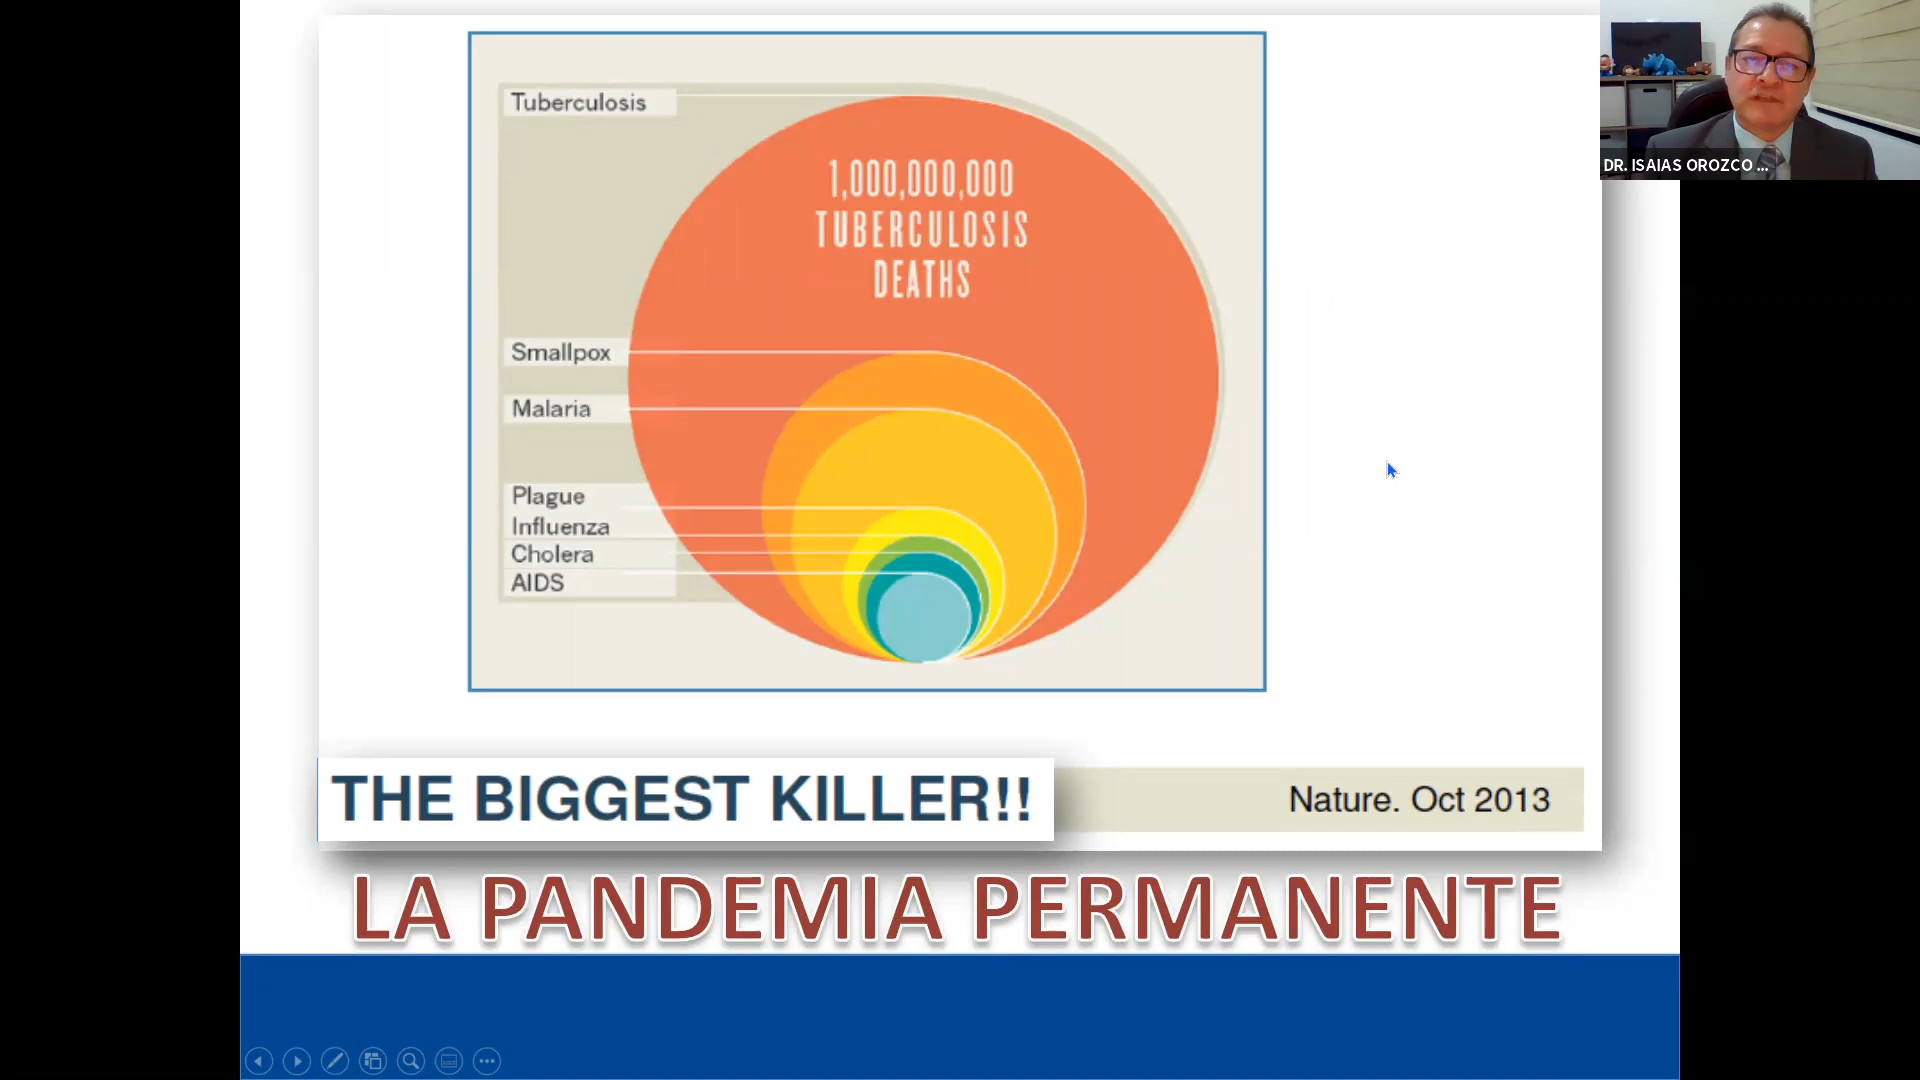 Tuberculosis
1,000,000,000
TUBERCULOSIS
DEATHS
Smallpox
Malaria
Plague
Influenza
Cholera
AIDS
THE BIGGEST KILLER!!
Nature. Oct 2013
LA PANDEMIA PERMANENTE
DR. ISAIAS OROZCO ...